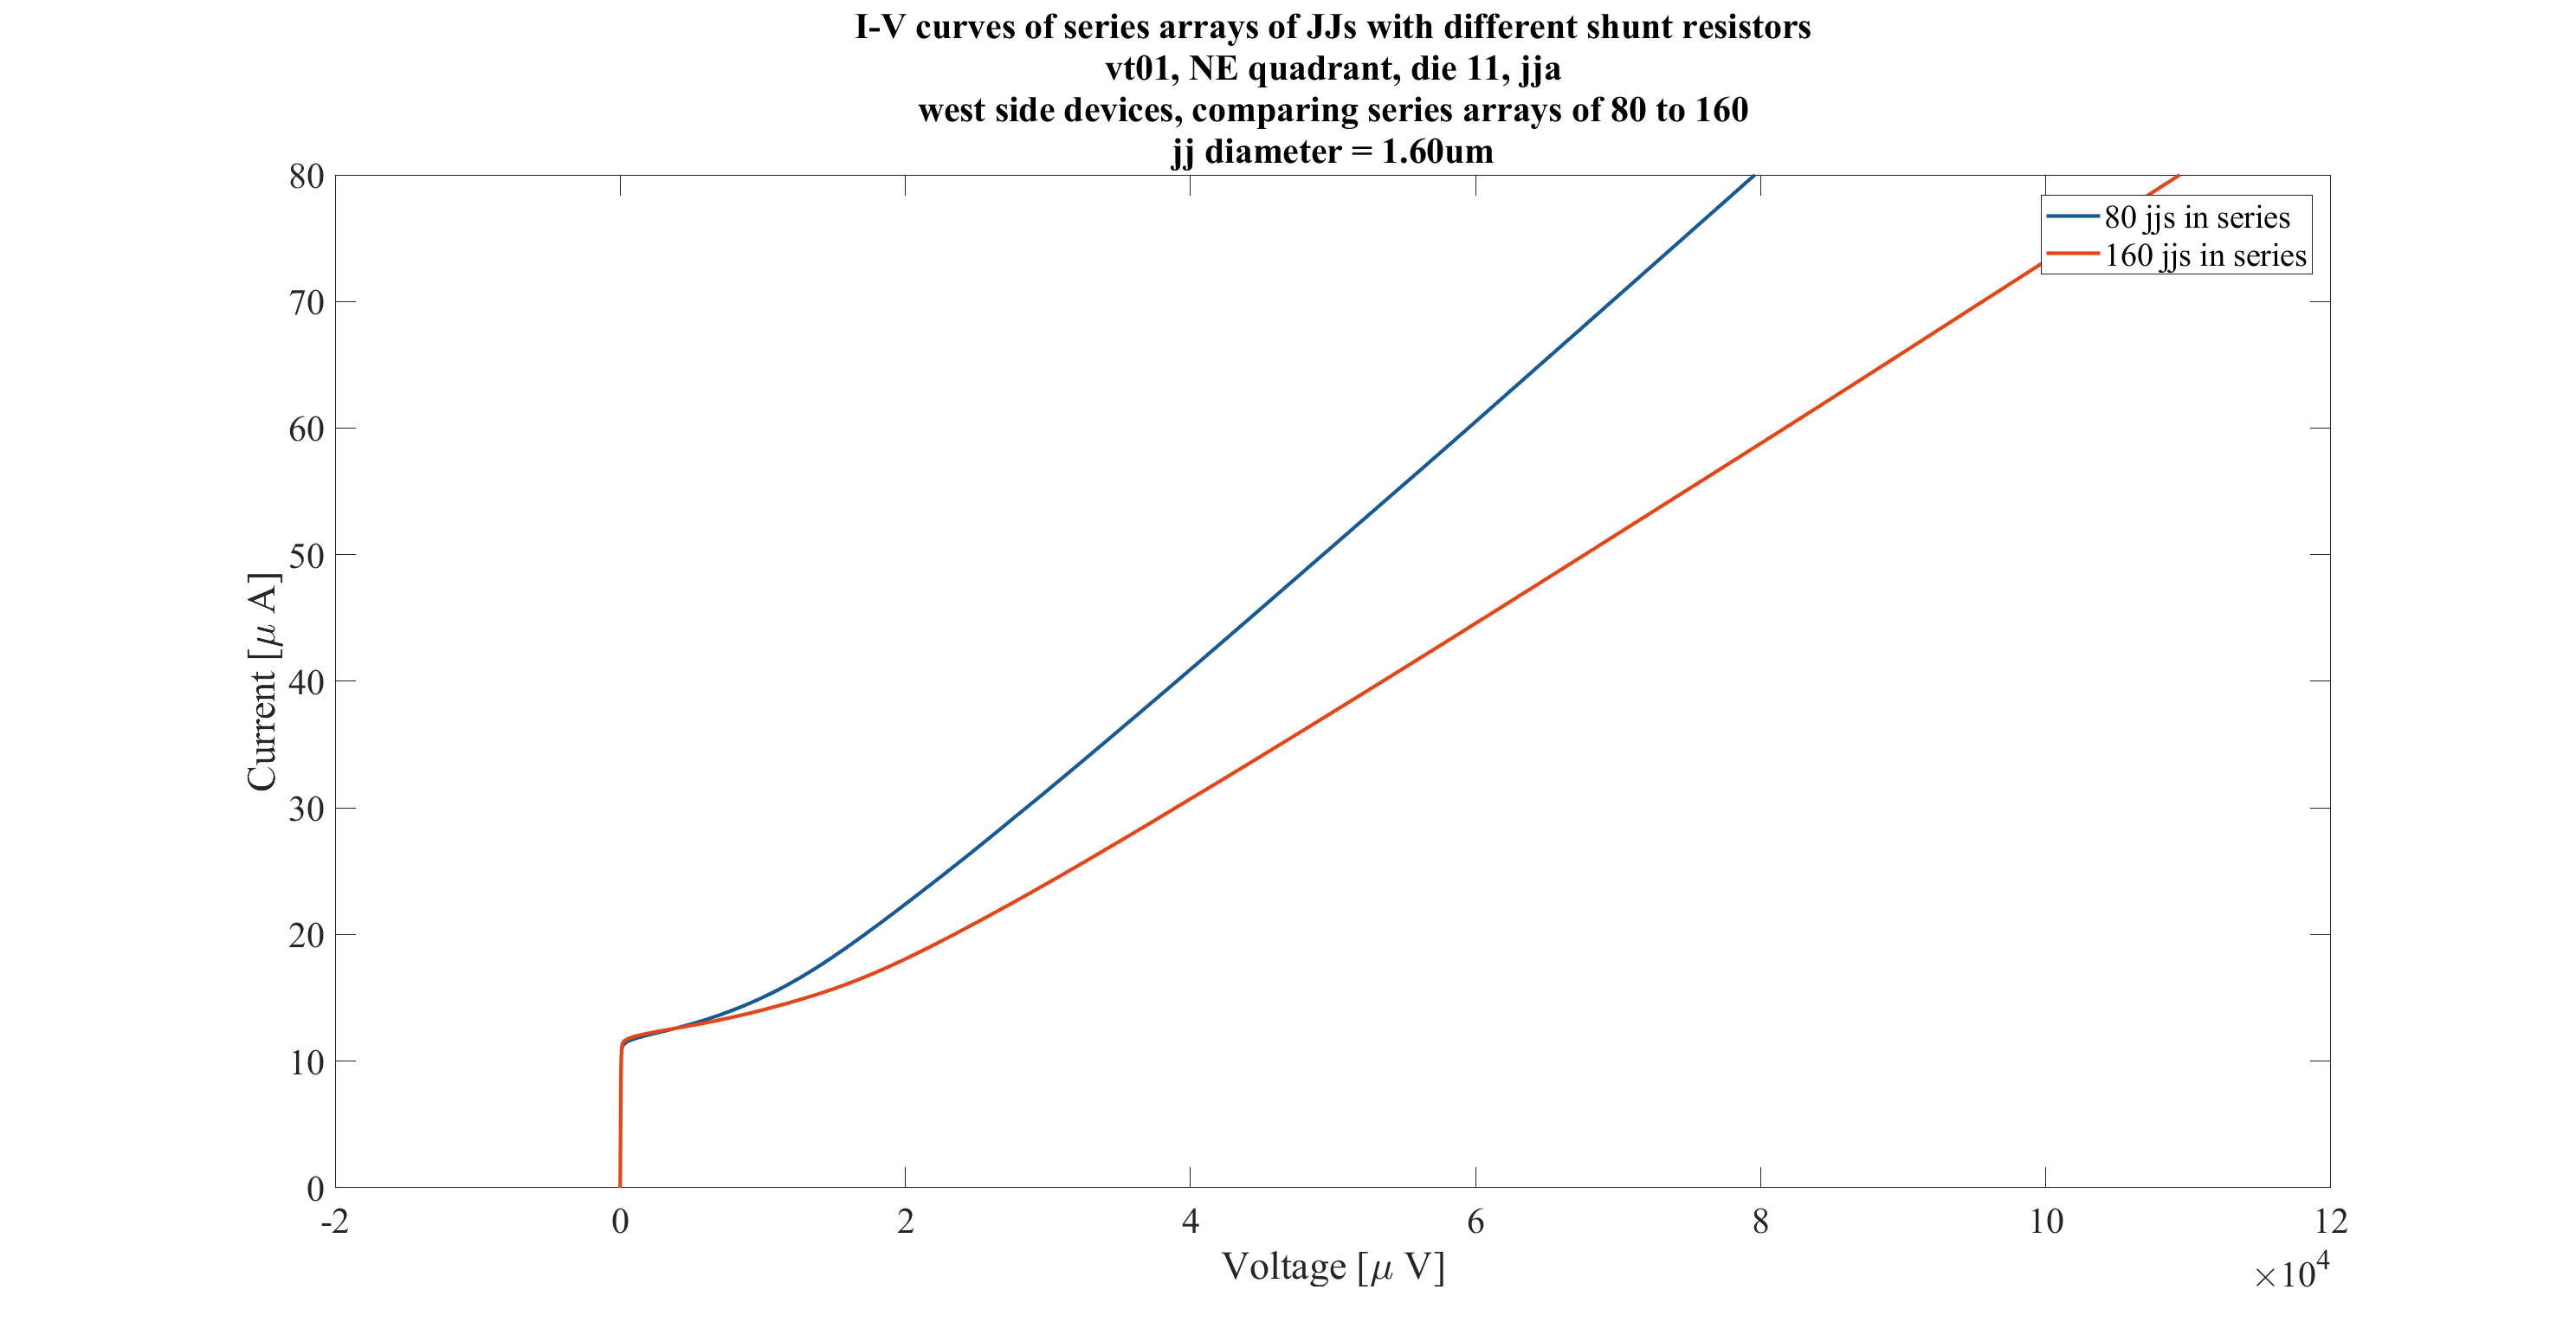 I-V curves of series arrays of JJs with different shunt resistors
vt01, NE quadrant, die 11, jja
west side devices, comparing series arrays of 80 to 160
jj diameter = 1.60um
80
70
60
50
40
30
20
10
0
Current [μ A]
80 jjs in series
160 jjs in series
-2
0
2
4
6
8
10
12
Voltage [μ V]
×10⁴